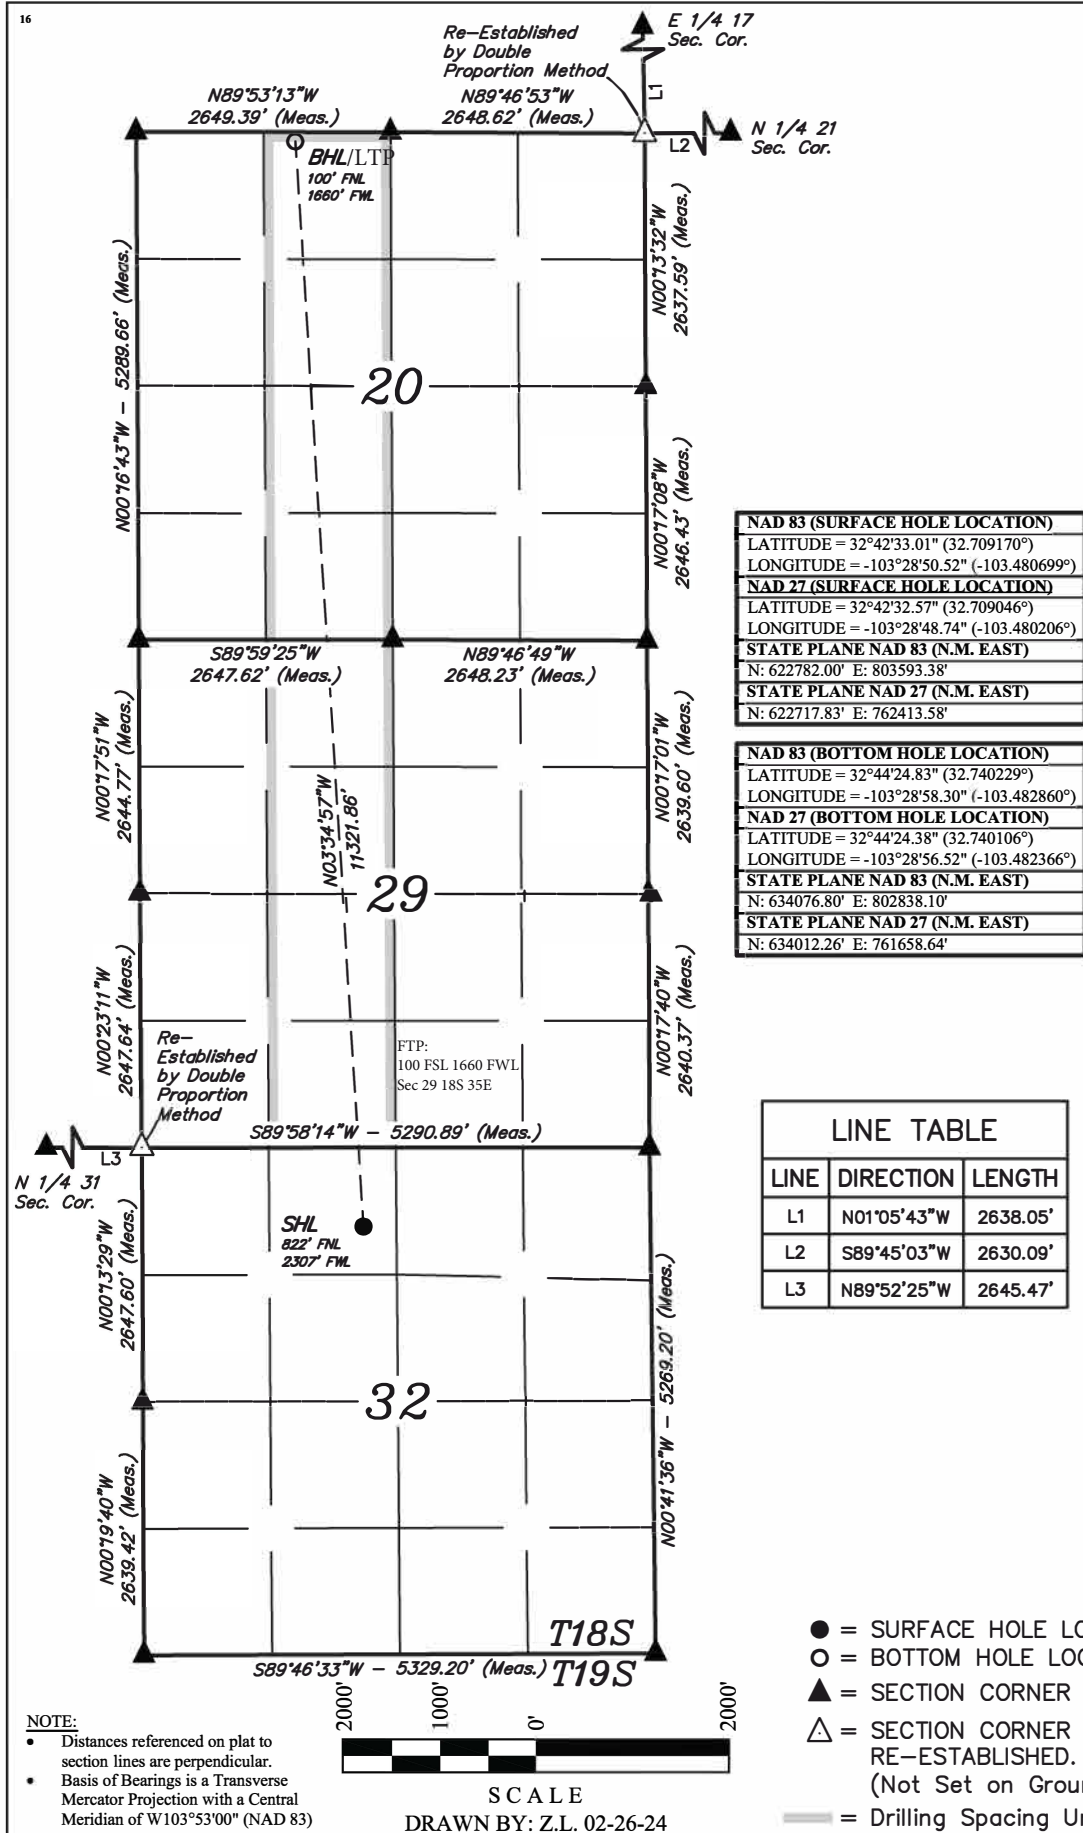 16
E 1/4 17
Sec. Cor.
Re-Established
by Double
Proportion Method
L1
N89°53'13"W
2649.39' (Meas.)
N89°46'53"W
2648.62' (Meas.)
L2
N 1/4 21
Sec. Cor.
BHL/LTP
100' FNL
1660' FWL
N00°16'43"W - 5289.66' (Meas.)
N00°13'32"W
2637.59' (Meas.)
20
N00°17'08"W
2646.43' (Meas.)
S89°59'25"W
2647.62' (Meas.)
N89°46'49"W
2648.23' (Meas.)
N00°17'51"W
2644.77' (Meas.)
N03°34'57"W
11321.86'
N00°17'01"W
2639.60' (Meas.)
29
N00°23'11"W
2647.64' (Meas.)
N00°17'40"W
2640.37' (Meas.)
Re-
Established
by Double
Proportion
Method
FTP:
100 FSL 1660 FWL
Sec 29 18S 35E
S89°58'14"W - 5290.89' (Meas.)
L3
N 1/4 31
Sec. Cor.
SHL
822' FNL
2307' FWL
N00°13'29"W
2647.60' (Meas.)
N00°41'36"W - 5269.20' (Meas.)
32
N00°19'40"W
2639.42' (Meas.)
T18S
S89°46'33"W - 5329.20' (Meas.)
T19S
NAD 83 (SURFACE HOLE LOCATION)
LATITUDE = 32°42'33.01" (32.709170°)
LONGITUDE = -103°28'50.52" (-103.480699°)
NAD 27 (SURFACE HOLE LOCATION)
LATITUDE = 32°42'32.57" (32.709046°)
LONGITUDE = -103°28'48.74" (-103.480206°)
STATE PLANE NAD 83 (N.M. EAST)
N: 622782.00' E: 803593.38'
STATE PLANE NAD 27 (N.M. EAST)
N: 622717.83' E: 762413.58'
NAD 83 (BOTTOM HOLE LOCATION)
LATITUDE = 32°44'24.83" (32.740229°)
LONGITUDE = -103°28'58.30" (-103.482860°)
NAD 27 (BOTTOM HOLE LOCATION)
LATITUDE = 32°44'24.38" (32.740106°)
LONGITUDE = -103°28'56.52" (-103.482366°)
STATE PLANE NAD 83 (N.M. EAST)
N: 634076.80' E: 802838.10'
STATE PLANE NAD 27 (N.M. EAST)
N: 634012.26' E: 761658.64'
LINE TABLE
LINE DIRECTION LENGTH
L1 N01°05'43"W 2638.05'
L2 S89°45'03"W 2630.09'
L3 N89°52'25"W 2645.47'
NOTE:
• Distances referenced on plat to
section lines are perpendicular.
• Basis of Bearings is a Transverse
Mercator Projection with a Central
Meridian of W103°53'00" (NAD 83)
2000' 1000' 0' 2000'
SCALE
DRAWN BY: Z.L. 02-26-24
= SURFACE HOLE LO
= BOTTOM HOLE LOC
= SECTION CORNER
= SECTION CORNER
RE-ESTABLISHED.
(Not Set on Groun
= Drilling Spacing Un